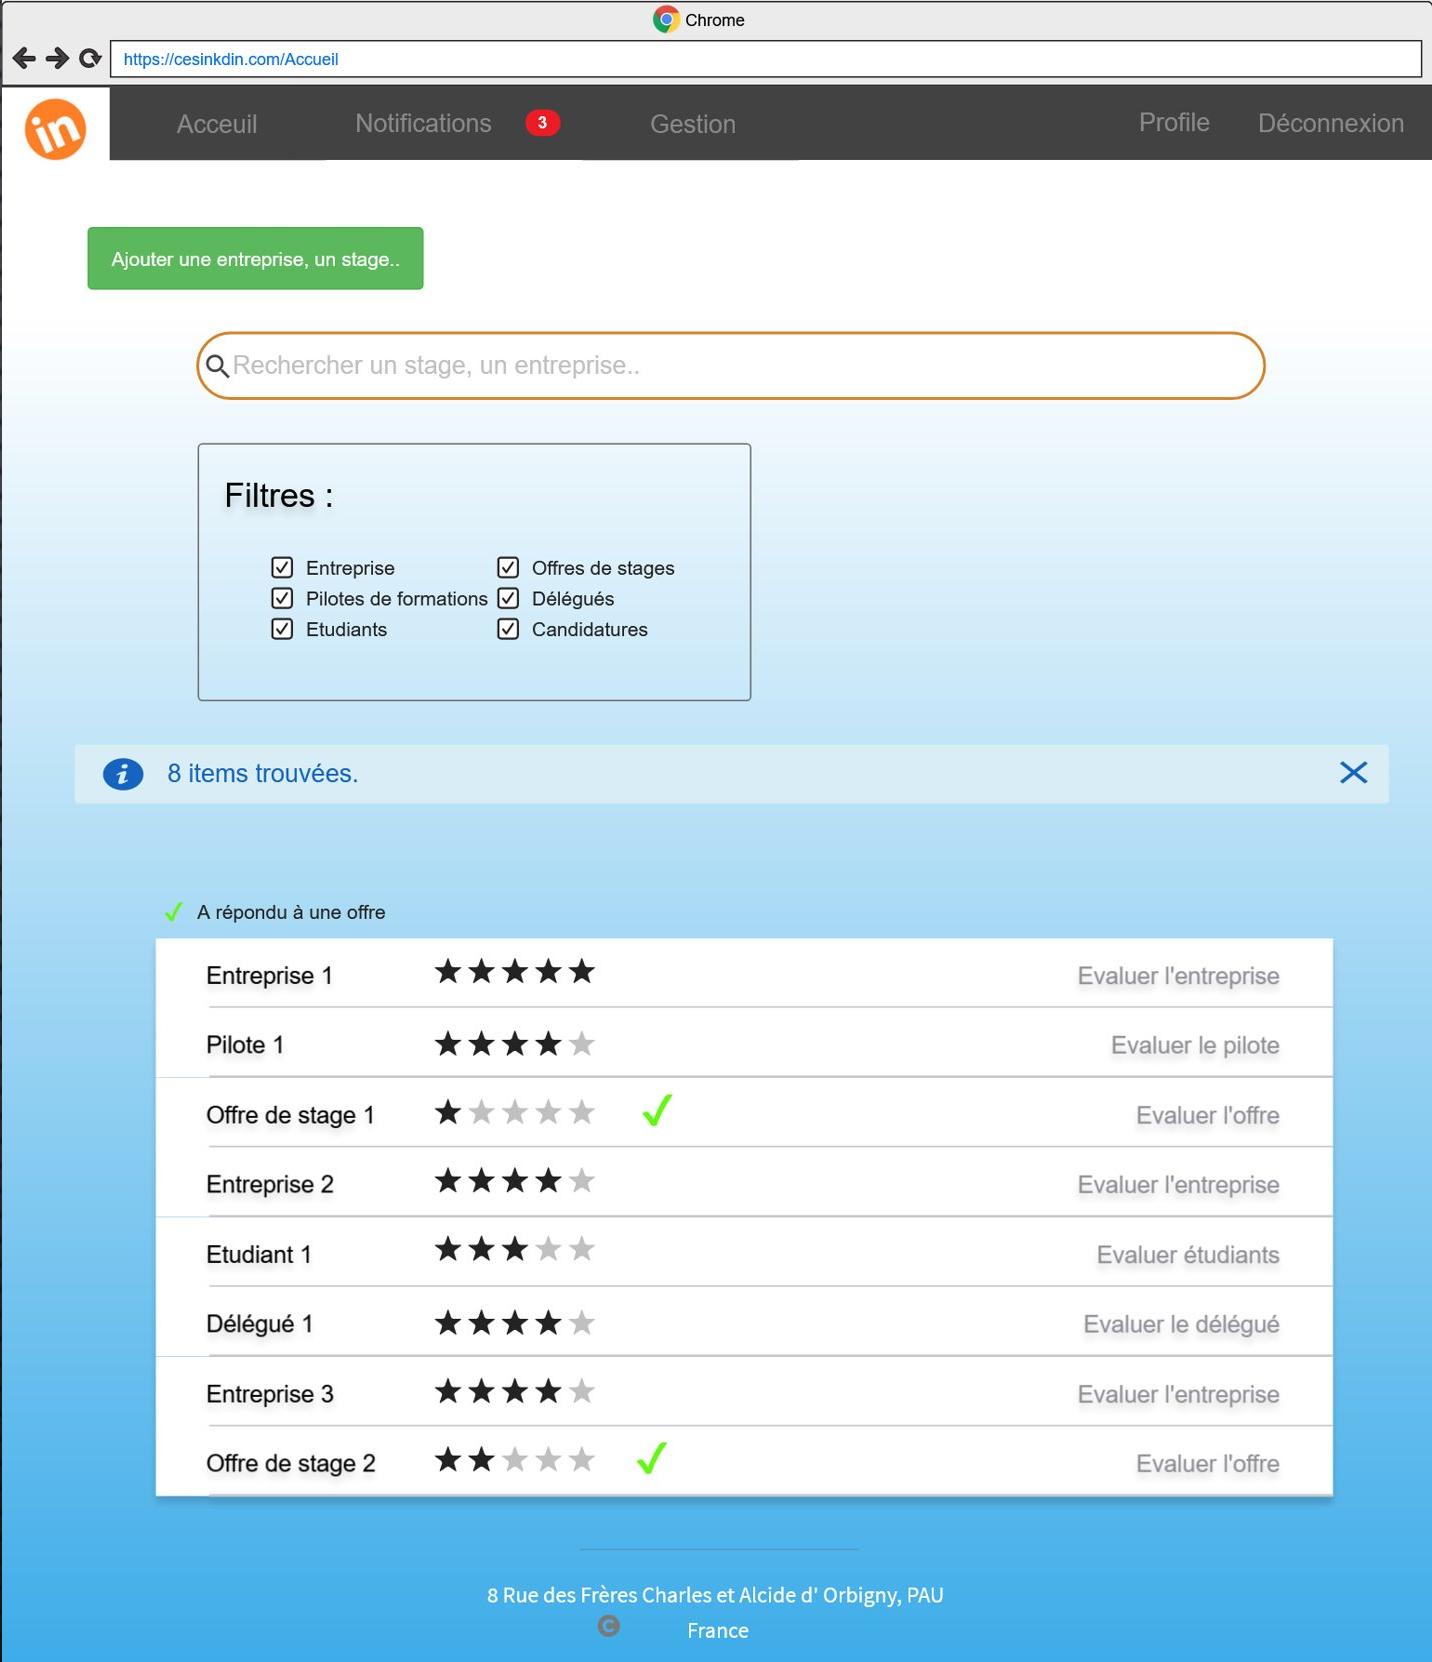 Chrome
https://cesinkdin.com/Accueil
in Acceuil Notifications 3 Gestion Profile Déconnexion
Ajouter une entreprise, un stage..
Rechercher un stage, un entreprise..
Filtres :
Entreprise Offres de stages
Pilotes de formations Délégués
Etudiants Candidatures
i 8 items trouvées.
A répondu à une offre
Entreprise 1 Evaluer l'entreprise
Pilote 1 Evaluer le pilote
Offre de stage 1 Evaluer l'offre
Entreprise 2 Evaluer l'entreprise
Etudiant 1 Evaluer étudiants
Délégué 1 Evaluer le délégué
Entreprise 3 Evaluer l'entreprise
Offre de stage 2 Evaluer l'offre
8 Rue des Frères Charles et Alcide d' Orbigny, PAU
© France